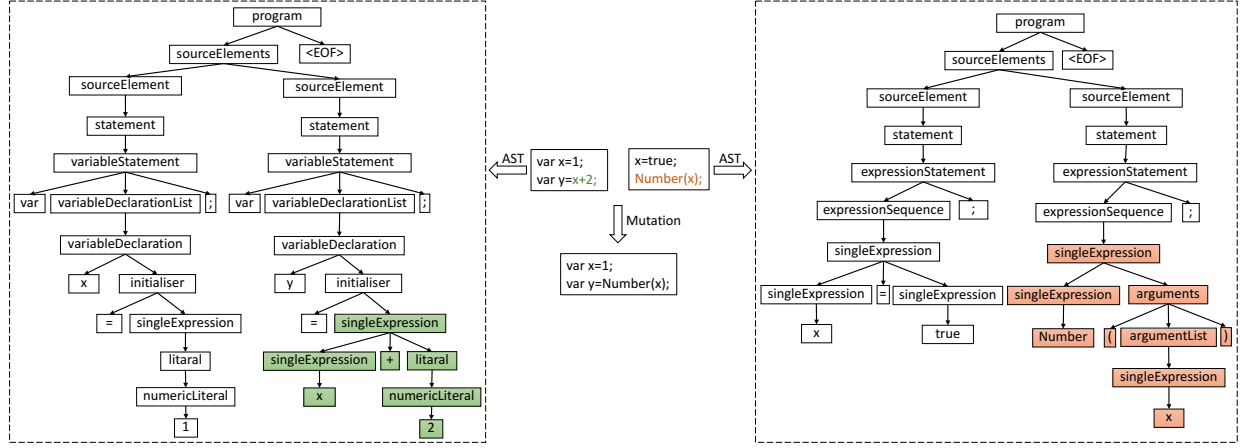 program
sourceElements <EOF>
sourceElement sourceElement
statement statement
variableStatement variableStatement
var variableDeclarationList ; var variableDeclarationList ;
variableDeclaration variableDeclaration
x initialiser y initialiser
= singleExpression = singleExpression
litaral singleExpression + litaral
numericLiteral x numericLiteral
1 2
AST
var x=1;
var y=x+2;
x=true;
Number(x);
AST
Mutation
var x=1;
var y=Number(x);
program
sourceElements <EOF>
sourceElement sourceElement
statement statement
expressionStatement expressionStatement
expressionSequence ; expressionSequence ;
singleExpression singleExpression
singleExpression = singleExpression singleExpression arguments
x true Number ( argumentList )
singleExpression
x